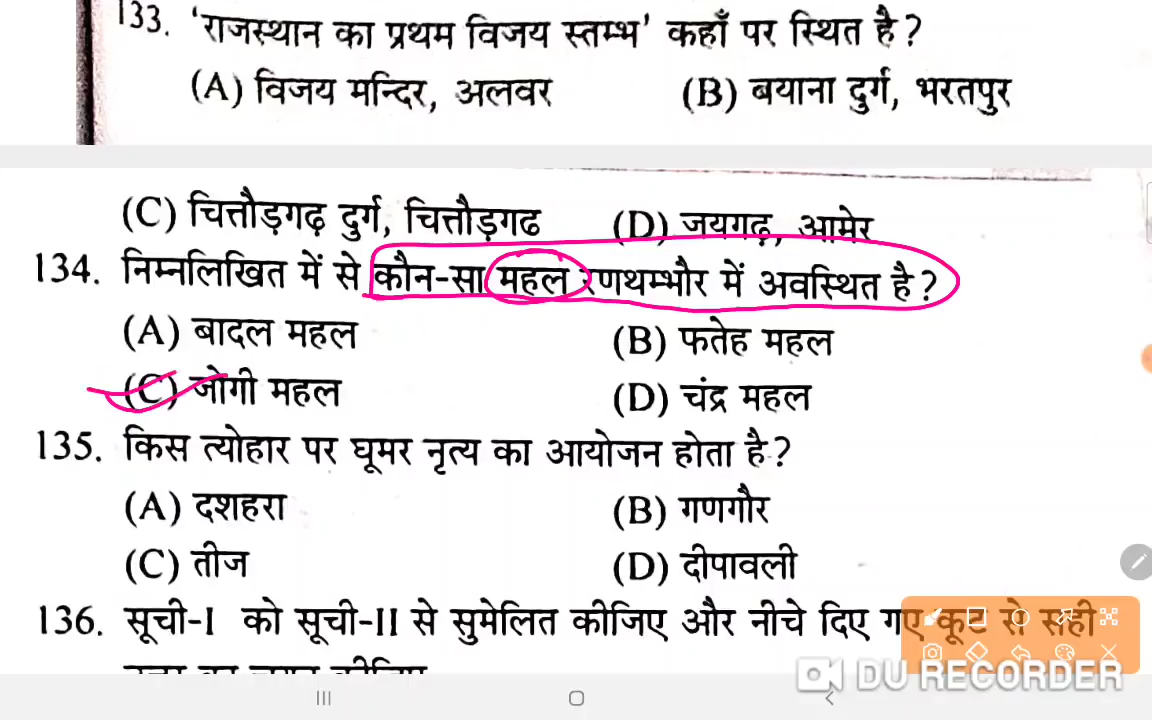 133. 'राजस्थान का प्रथम विजय स्तम्भ' कहाँ पर स्थित है?
(A) विजय मन्दिर, अलवर (B) बयाना दुर्ग, भरतपुर
(C) चित्तौड़गढ़ दुर्ग, चित्तौड़गढ (D) जयगढ़, आमेर
134. निम्नलिखित में से कौन-सा महल रणथम्भौर में अवस्थित है?
(A) बादल महल (B) फतेह महल
(C) जोगी महल (D) चंद्र महल
135. किस त्योहार पर घूमर नृत्य का आयोजन होता है?
(A) दशहरा (B) गणगौर
(C) तीज (D) दीपावली
136. सूची-I को सूची-II से सुमेलित कीजिए और नीचे दिए गए कूट से सही
DU RECORDER